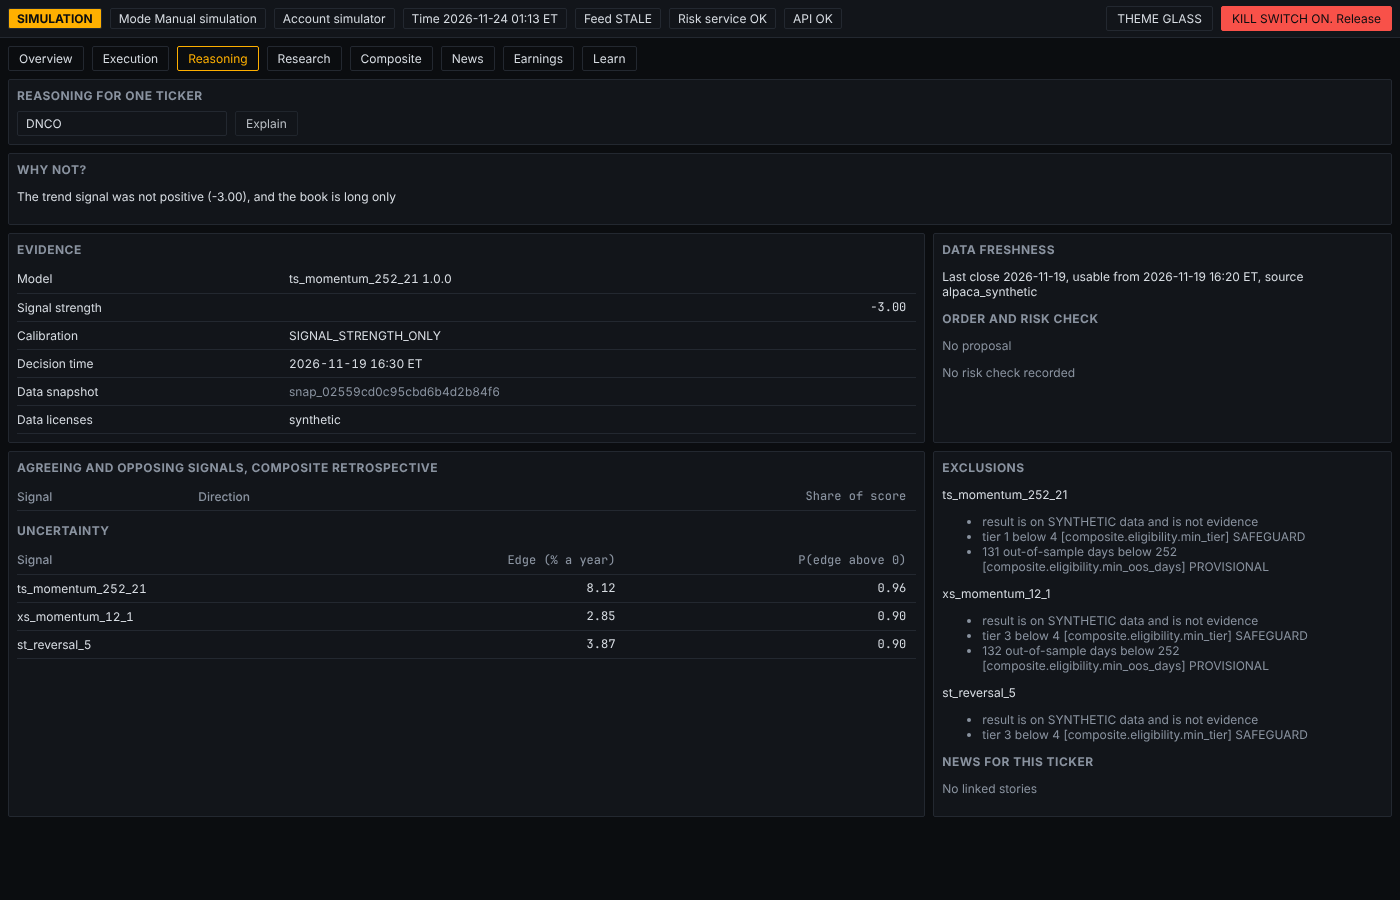 SIMULATION Mode Manual simulation Account simulator Time 2026-11-24 01:13 ET Feed STALE Risk service OK API OK THEME GLASS KILL SWITCH ON. Release
Overview Execution Reasoning Research Composite News Earnings Learn
REASONING FOR ONE TICKER
DNCO Explain
WHY NOT?
The trend signal was not positive (-3.00), and the book is long only
EVIDENCE
Model ts_momentum_252_21 1.0.0
Signal strength -3.00
Calibration SIGNAL_STRENGTH_ONLY
Decision time 2026-11-19 16:30 ET
Data snapshot snap_02559cd0c95cbd6b4d2b84f6
Data licenses synthetic
DATA FRESHNESS
Last close 2026-11-19, usable from 2026-11-19 16:20 ET, source
alpaca_synthetic
ORDER AND RISK CHECK
No proposal
No risk check recorded
AGREEING AND OPPOSING SIGNALS, COMPOSITE RETROSPECTIVE
Signal Direction Share of score
UNCERTAINTY
Signal Edge (% a year) P(edge above 0)
ts_momentum_252_21 8.12 0.96
xs_momentum_12_1 2.85 0.90
st_reversal_5 3.87 0.90
EXCLUSIONS
ts_momentum_252_21
• result is on SYNTHETIC data and is not evidence
• tier 1 below 4 [composite.eligibility.min_tier] SAFEGUARD
• 131 out-of-sample days below 252
[composite.eligibility.min_oos_days] PROVISIONAL
xs_momentum_12_1
• result is on SYNTHETIC data and is not evidence
• tier 3 below 4 [composite.eligibility.min_tier] SAFEGUARD
• 132 out-of-sample days below 252
[composite.eligibility.min_oos_days] PROVISIONAL
st_reversal_5
• result is on SYNTHETIC data and is not evidence
• tier 3 below 4 [composite.eligibility.min_tier] SAFEGUARD
NEWS FOR THIS TICKER
No linked stories